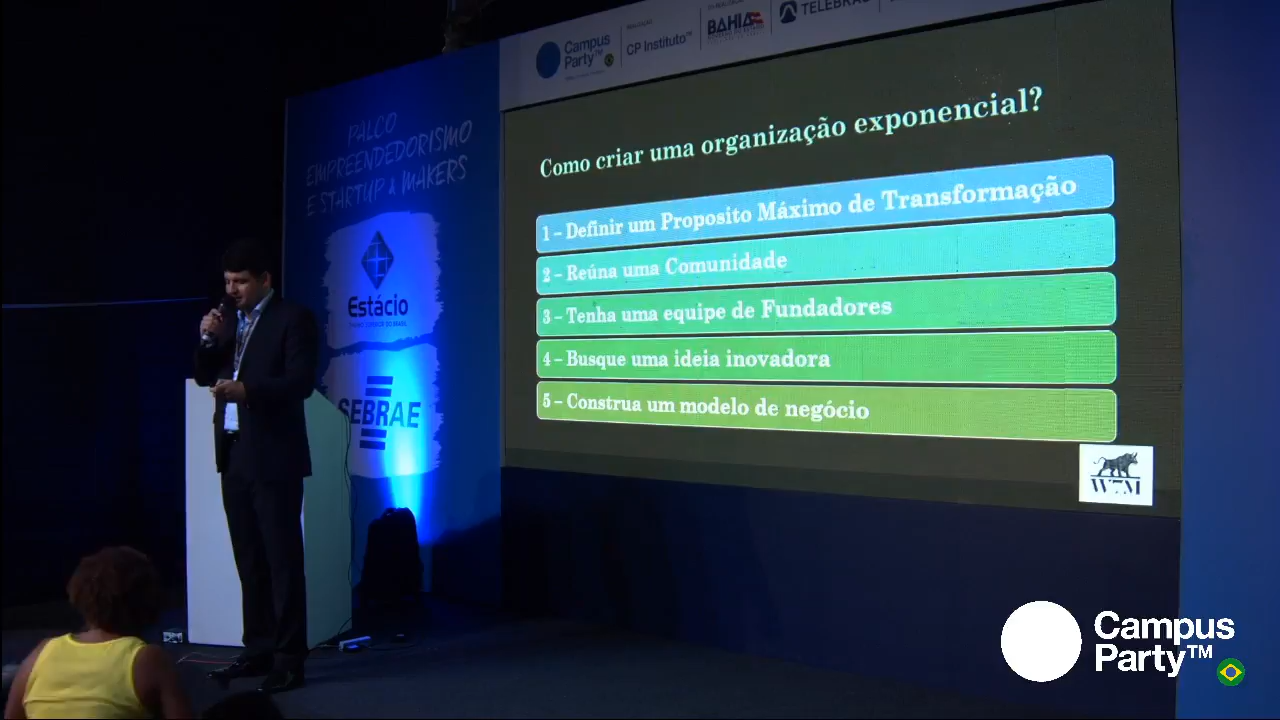 Campus
Party™
CP Instituto™
BAHIA
TELEBRAS
PALCO
EMPREENDEDORISMO
E STARTUP & MAKERS
Estácio
SEBRAE
Como criar uma organização exponencial?
1 – Definir um Proposito Máximo de Transformação
2 – Reúna uma Comunidade
3 – Tenha uma equipe de Fundadores
4 – Busque uma ideia inovadora
5 – Construa um modelo de negócio
W7M
Campus
Party™